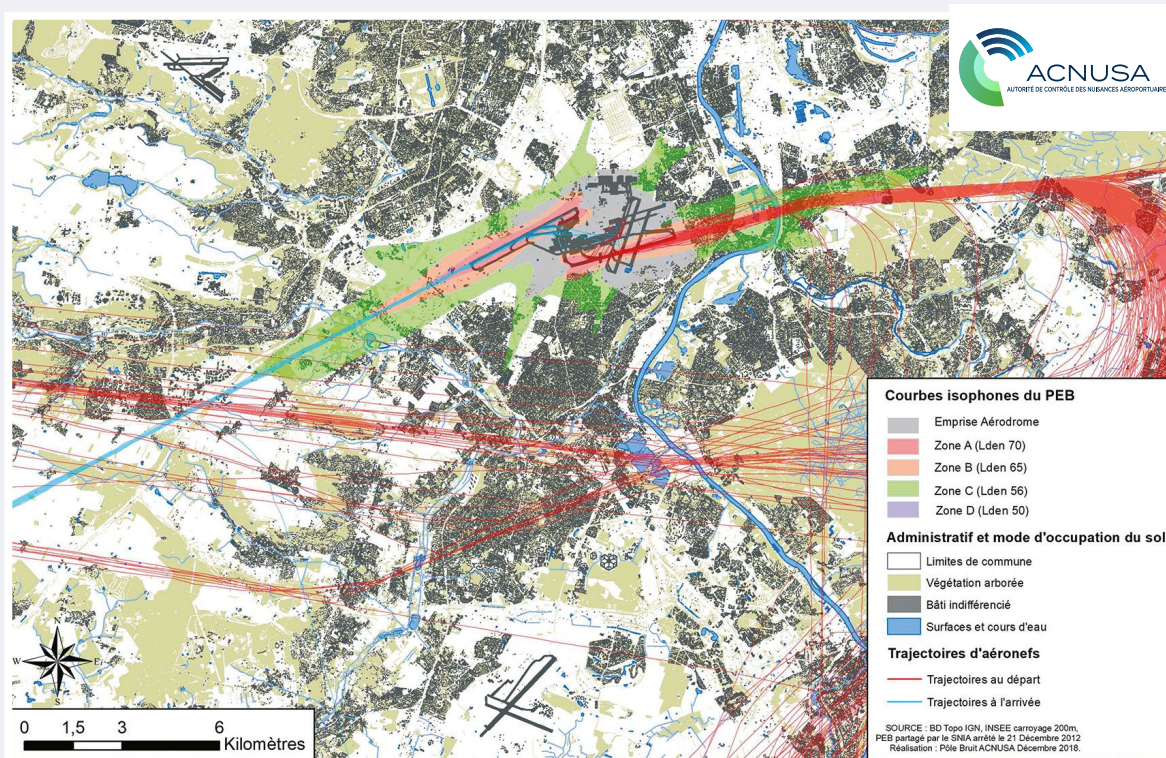 ACNUSA
AUTORITÉ DE CONTRÔLE DES NUISANCES AÉROPORTUAIRES
Courbes isophones du PEB
Emprise Aérodrome
Zone A (Lden 70)
Zone B (Lden 65)
Zone C (Lden 56)
Zone D (Lden 50)
Administratif et mode d'occupation du sol
Limites de commune
Végétation arborée
Bâti indifférencié
Surfaces et cours d'eau
Trajectoires d'aéronefs
Trajectoires au départ
Trajectoires à l'arrivée
SOURCE : BD Topo IGN, INSEE carroyage 200m,
PEB partagé par le SNIA arrêté le 21 Décembre 2012
Réalisation : Pôle Bruit ACNUSA Décembre 2018.
N
W E
S
0 1,5 3 6
Kilomètres